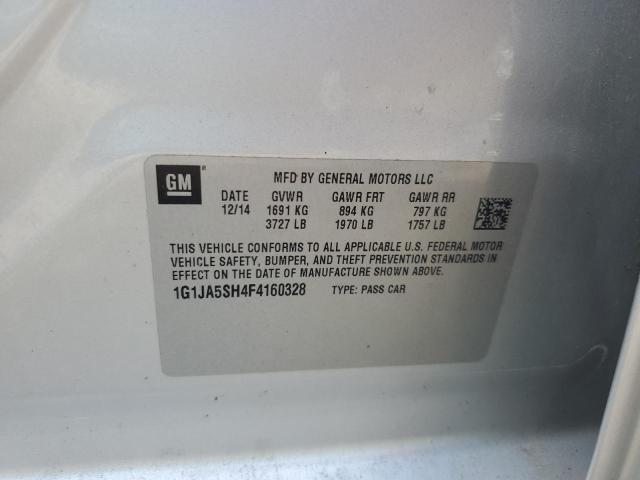 GM
MFD BY GENERAL MOTORS LLC
DATE GVWR GAWR FRT GAWR RR
12/14 1691 KG 894 KG 797 KG
3727 LB 1970 LB 1757 LB
THIS VEHICLE CONFORMS TO ALL APPLICABLE U.S. FEDERAL MOTOR
VEHICLE SAFETY, BUMPER, AND THEFT PREVENTION STANDARDS IN
EFFECT ON THE DATE OF MANUFACTURE SHOWN ABOVE.
1G1JA5SH4F4160328 TYPE: PASS CAR